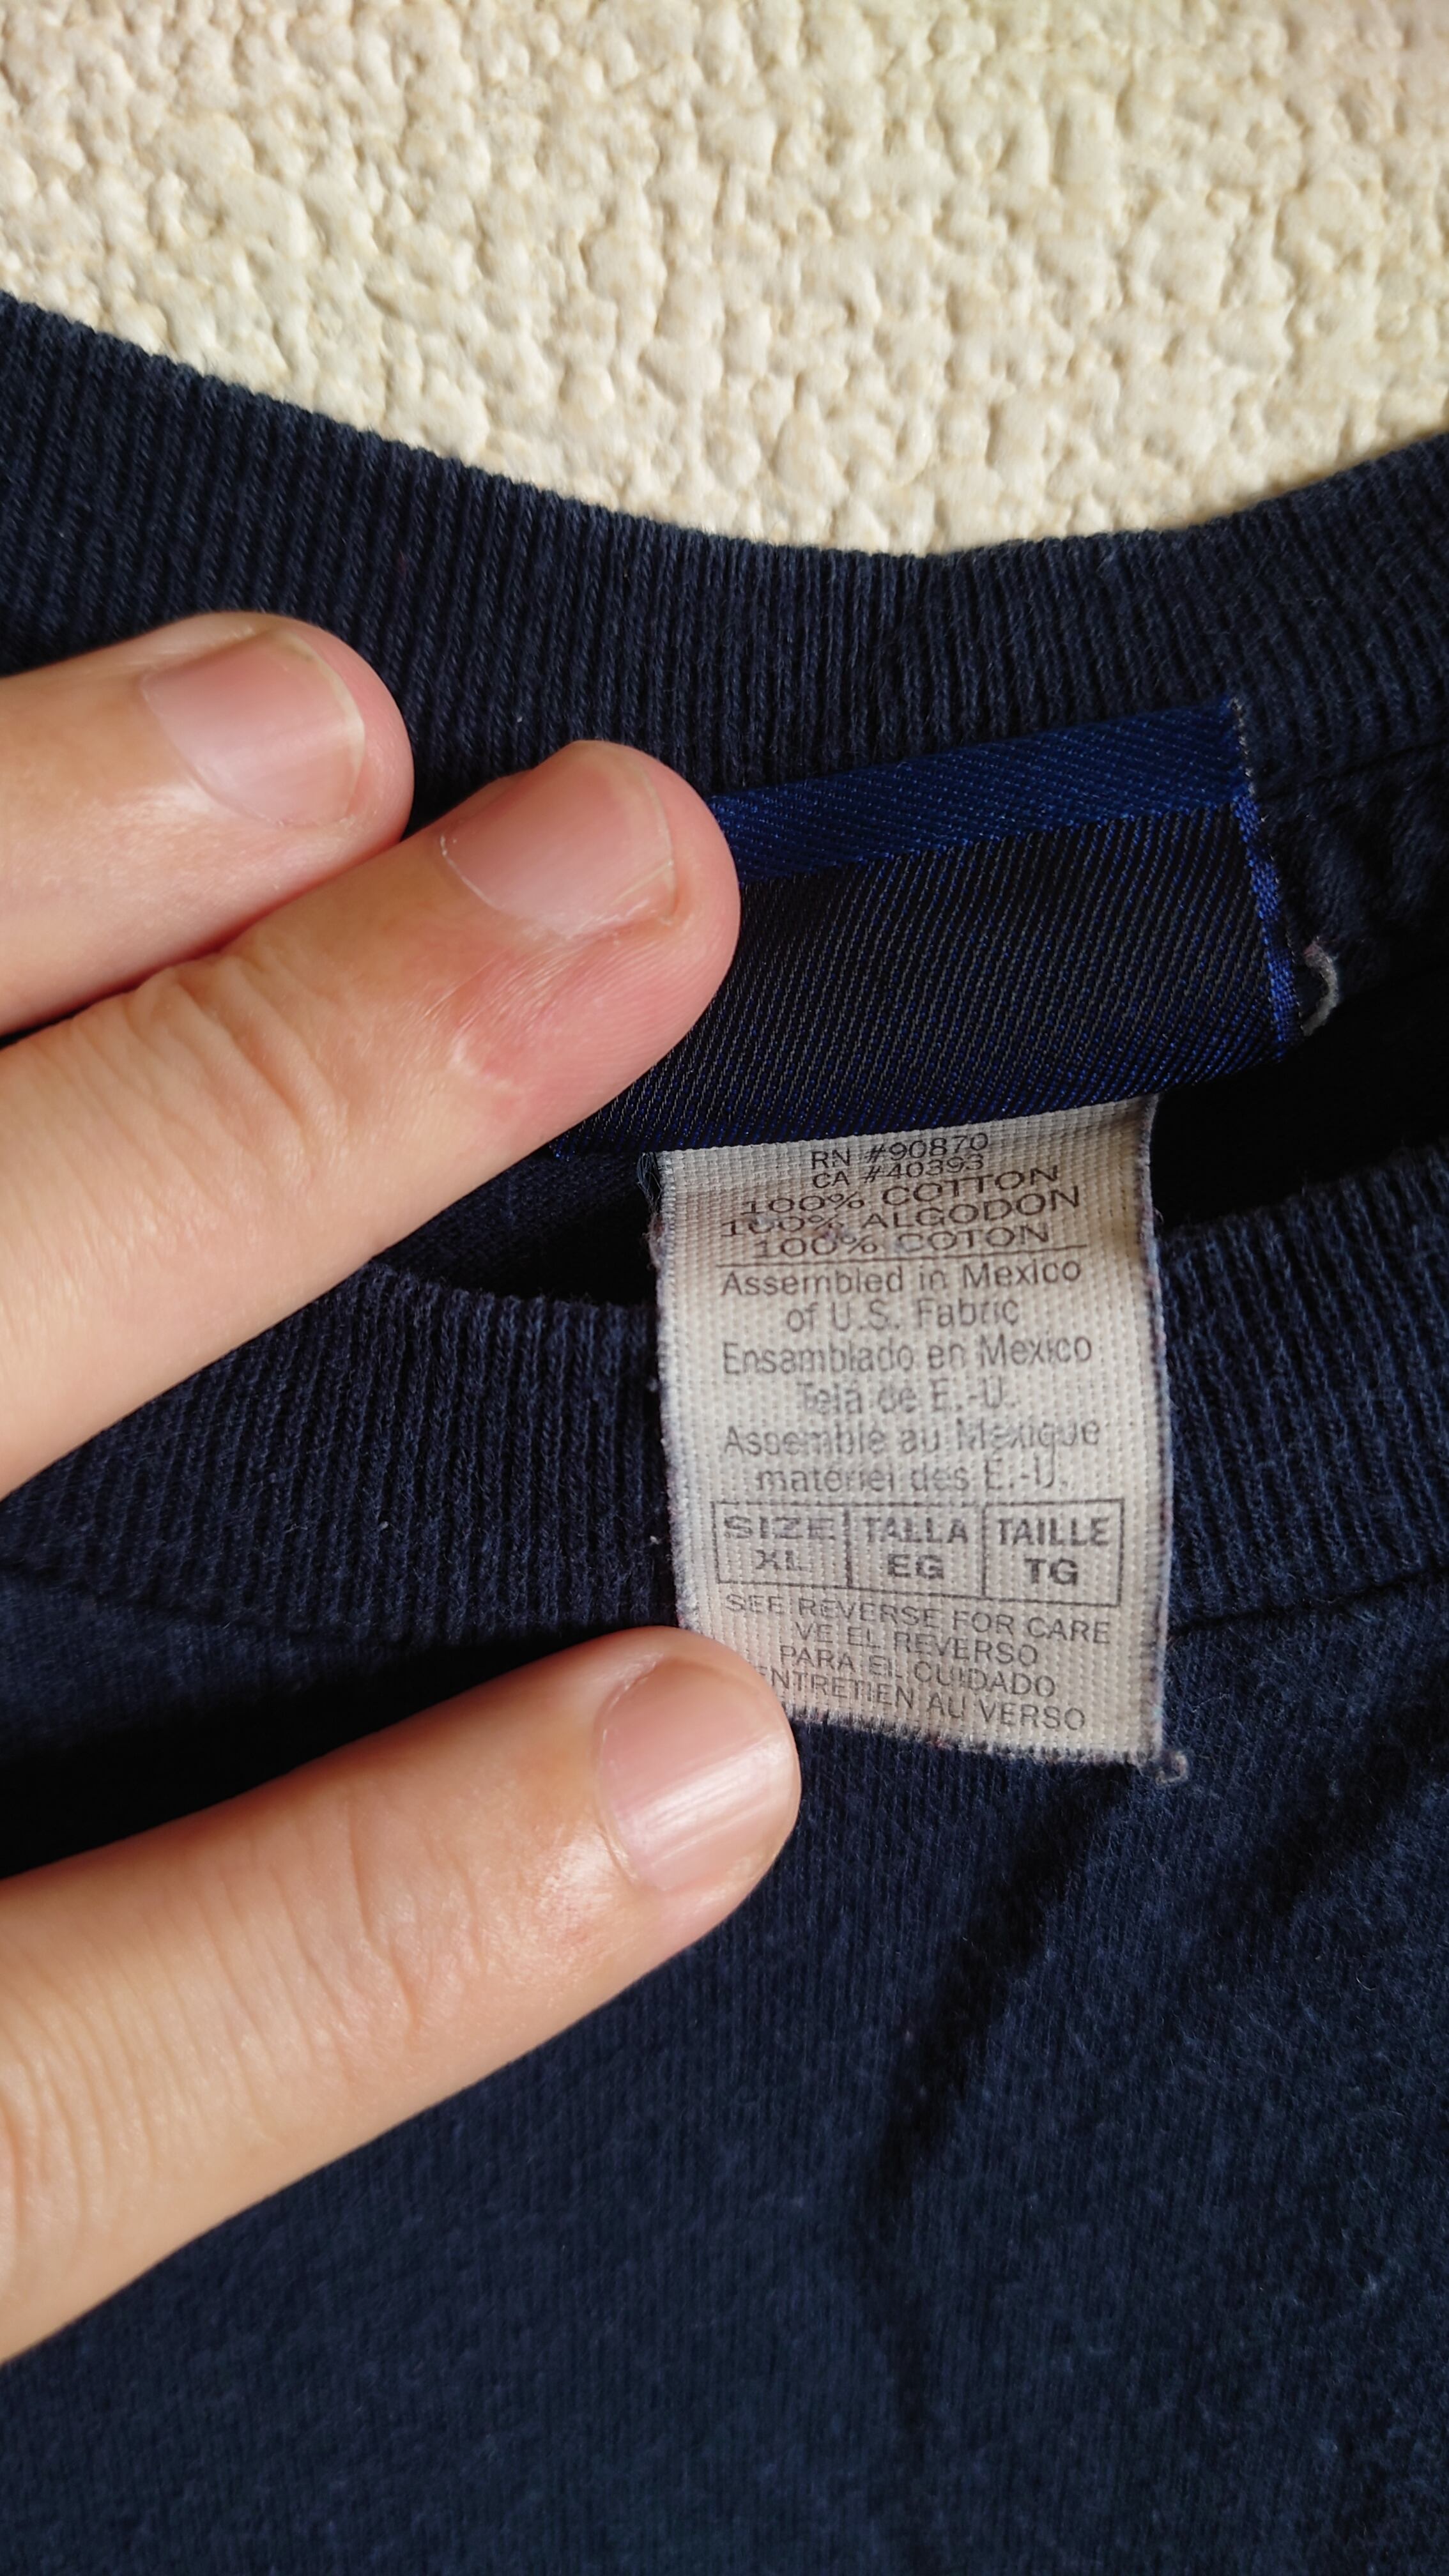 RN #90870
CA #40393
100% COTTON
100% ALGODON
100% COTON
Assembled in Mexico
of U.S. Fabric
Ensamblado en Mexico
Tela de E.-U.
Assemble au Mexique
materiel des E.-U.
SIZE TALLA TAILLE
XL EG TG
SEE REVERSE FOR CARE
VE EL REVERSO
PARA EL CUIDADO
ENTRETIEN AU VERSO